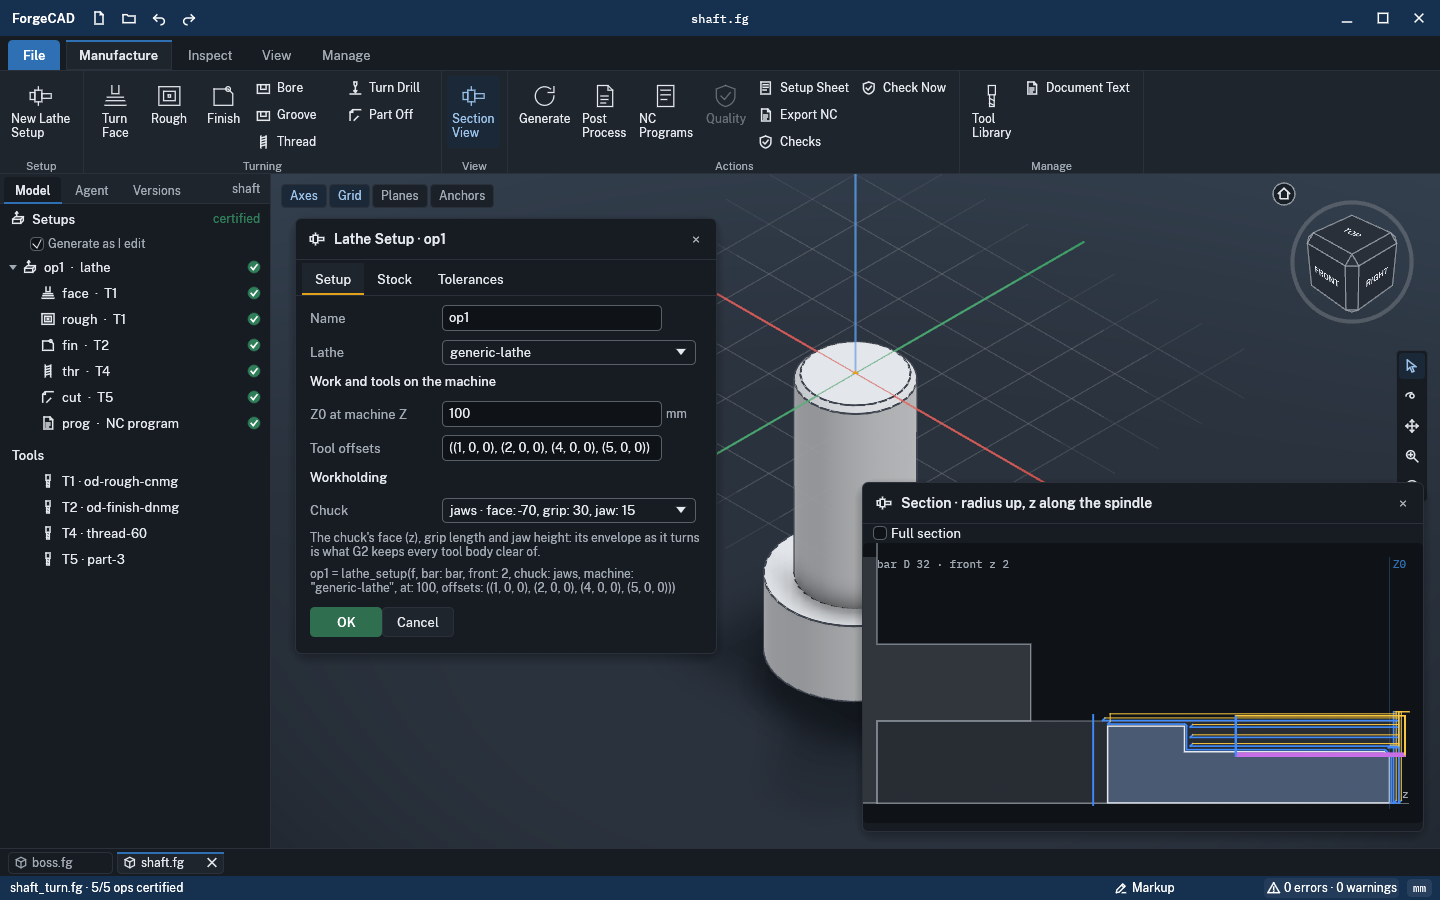 ForgeCAD
shaft.fg
File
Manufacture
Inspect
View
Manage
New Lathe
Setup
Turn
Face
Rough
Finish
Bore
Groove
Thread
Turn Drill
Part Off
Section
View
Generate
Post
Process
NC
Programs
Quality
Setup Sheet
Export NC
Checks
Check Now
Tool
Library
Document Text
Setup
Turning
View
Actions
Manage
Model
Agent
Versions
shaft
Setups
certified
Generate as I edit
op1 · lathe
face · T1
rough · T1
fin · T2
thr · T4
cut · T5
prog · NC program
Tools
T1 · od-rough-cnmg
T2 · od-finish-dnmg
T4 · thread-60
T5 · part-3
Axes
Grid
Planes
Anchors
Lathe Setup · op1
Setup
Stock
Tolerances
Name
op1
Lathe
generic-lathe
Work and tools on the machine
Z0 at machine Z
100
mm
Tool offsets
((1, 0, 0), (2, 0, 0), (4, 0, 0), (5, 0, 0))
Workholding
Chuck
jaws · face: -70, grip: 30, jaw: 15
The chuck's face (z), grip length and jaw height: its envelope as it turns
is what G2 keeps every tool body clear of.
op1 = lathe_setup(f, bar: bar, front: 2, chuck: jaws, machine:
"generic-lathe", at: 100, offsets: ((1, 0, 0), (2, 0, 0), (4, 0, 0), (5, 0, 0)))
OK
Cancel
TOP
FRONT
RIGHT
Section · radius up, z along the spindle
Full section
bar D 32 · front z 2
Z0
z
boss.fg
shaft.fg
shaft_turn.fg · 5/5 ops certified
Markup
0 errors · 0 warnings
mm